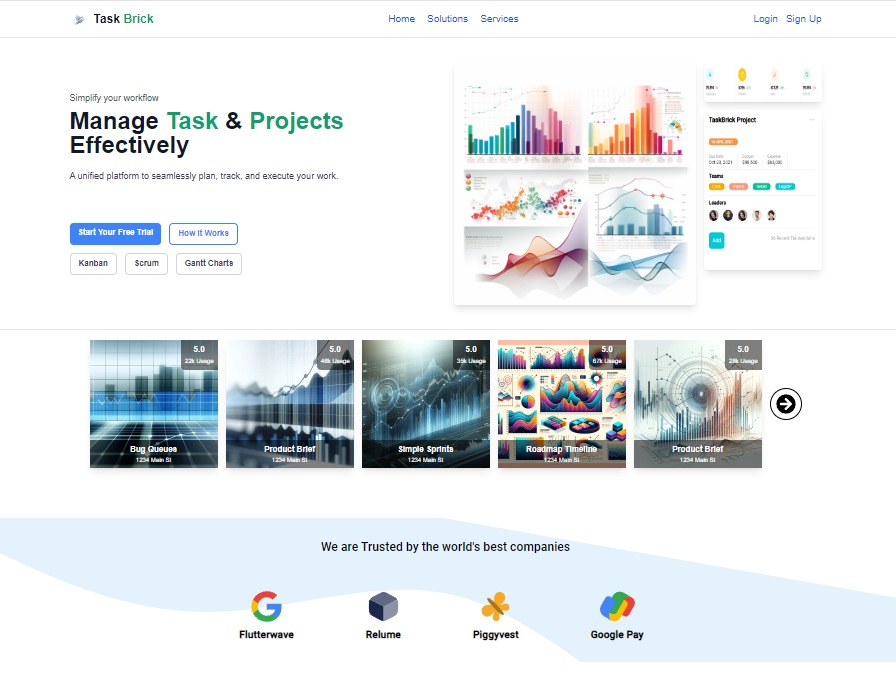 Task Brick
Home Solutions Services
Login Sign Up
Simplify your workflow
Manage Task & Projects
Effectively
A unified platform to seamlessly plan, track, and execute your work.
Start Your Free Trial How It Works
Kanban Scrum Gantt Charts
TaskBrick Project
Teams
Leaders
Add
5.0
22k Usage
Bug Queues
1234 Main St
5.0
46k Usage
Product Brief
1234 Main St
5.0
35k Usage
Simple Sprints
1234 Main St
5.0
67k Usage
Roadmap Timeline
1234 Main St
5.0
28k Usage
Product Brief
1234 Main St
We are Trusted by the world's best companies
Flutterwave Relume Piggyvest Google Pay